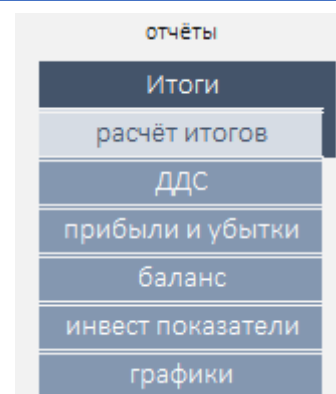 отчёты
Итоги
расчёт итогов
ДДС
прибыли и убытки
баланс
инвест показатели
графики